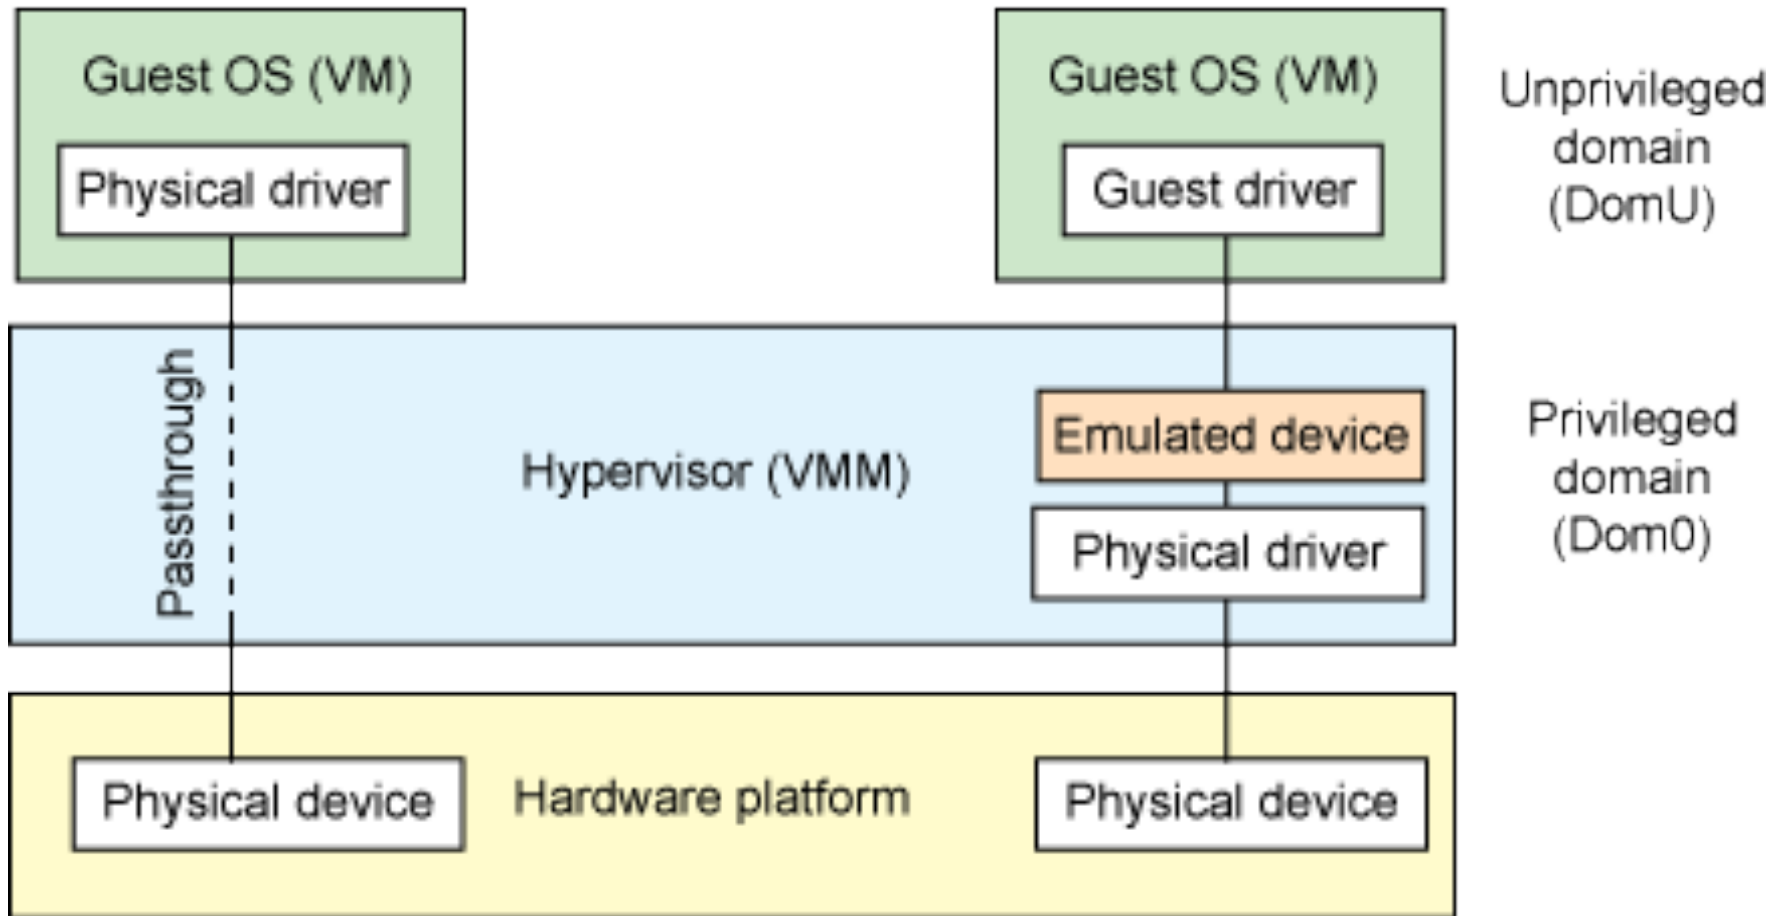 Guest OS (VM)
Physical driver
Guest OS (VM)
Guest driver
Unprivileged
domain
(DomU)
Passthrough
Hypervisor (VMM)
Emulated device
Physical driver
Privileged
domain
(Dom0)
Physical device
Hardware platform
Physical device